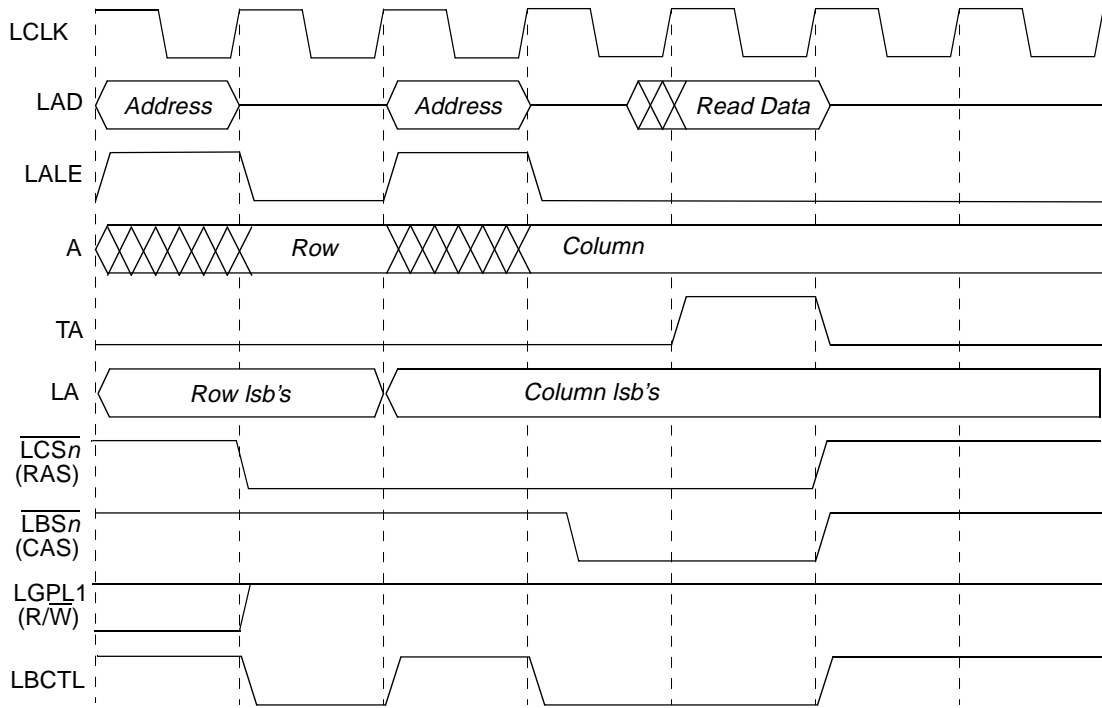 LCLK
LAD Address Address Read Data
LALE
A Row Column
TA
LA Row lsb's Column lsb's
LCSn
(RAS)
LBSn
(CAS)
LGPL1
(R/W)
LBCTL